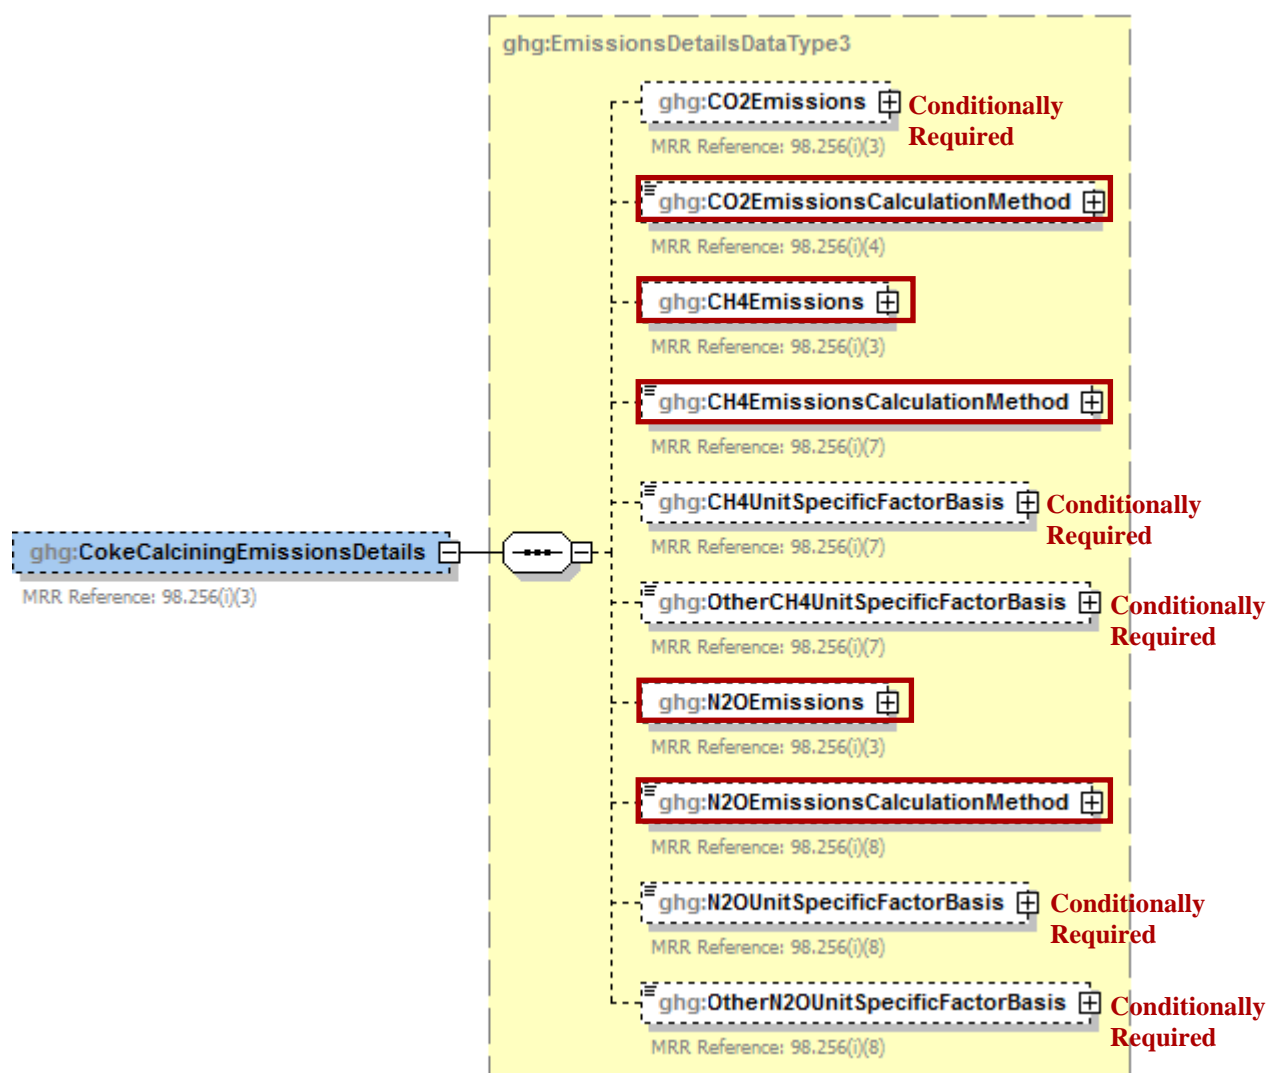 ghg:EmissionsDetailsDataType3
ghg:CO2Emissions
Conditionally
Required
MRR Reference: 98.256(i)(3)
ghg:CO2EmissionsCalculationMethod
MRR Reference: 98.256(i)(4)
ghg:CH4Emissions
MRR Reference: 98.256(i)(3)
ghg:CH4EmissionsCalculationMethod
MRR Reference: 98.256(i)(7)
ghg:CH4UnitSpecificFactorBasis
Conditionally
Required
MRR Reference: 98.256(i)(7)
ghg:CokeCalciningEmissionsDetails
MRR Reference: 98.256(i)(3)
ghg:OtherCH4UnitSpecificFactorBasis
Conditionally
Required
MRR Reference: 98.256(i)(7)
ghg:N2OEmissions
MRR Reference: 98.256(i)(3)
ghg:N2OEmissionsCalculationMethod
MRR Reference: 98.256(i)(8)
ghg:N2OUnitSpecificFactorBasis
Conditionally
Required
MRR Reference: 98.256(i)(8)
ghg:OtherN2OUnitSpecificFactorBasis
Conditionally
Required
MRR Reference: 98.256(i)(8)